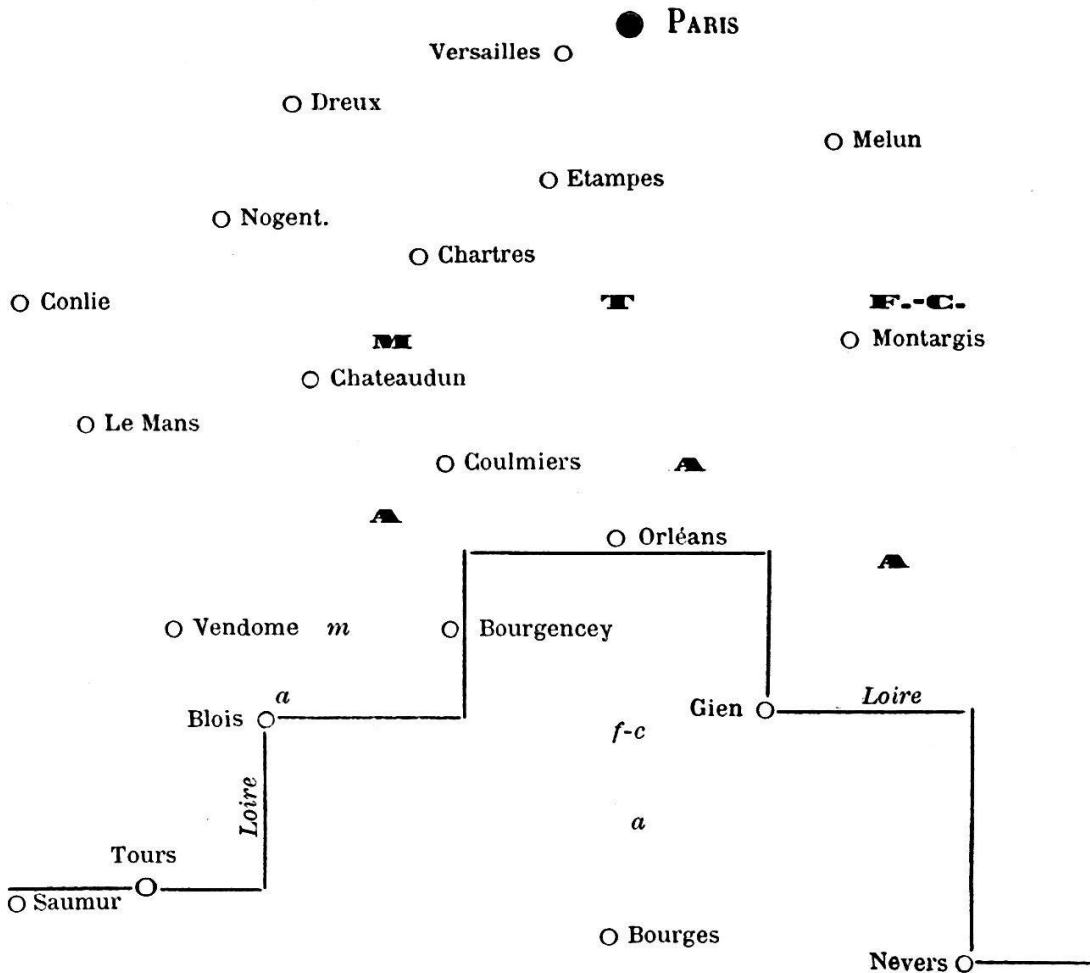 PARIS
Versailles
Dreux
Melun
Etampes
Nogent.
Chartres
Conlie
T
F.-C.
M
Montargis
Chateaudun
Le Mans
Coulmiers
A
A
Orléans
A
Vendome
m
Bourgencey
a
Loire
Blois
Gien
f-c
Loire
a
Tours
Saumur
Bourges
Nevers